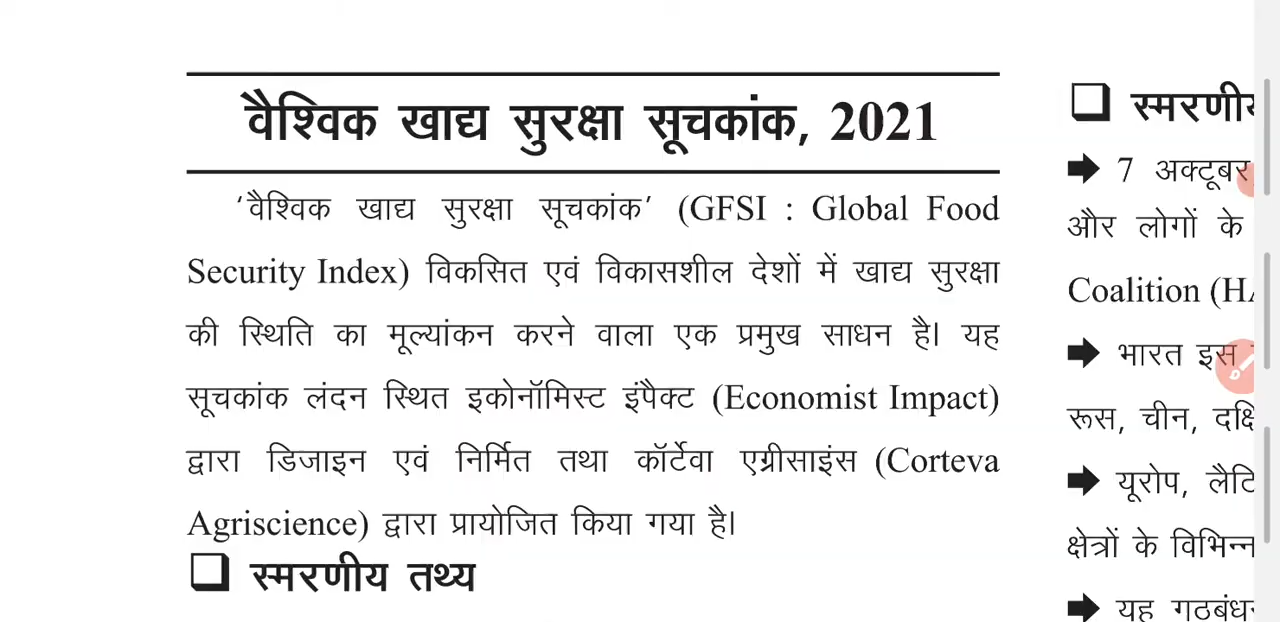 वैश्विक खाद्य सुरक्षा सूचकांक, 2021
‘वैश्विक खाद्य सुरक्षा सूचकांक’ (GFSI : Global Food
Security Index) विकसित एवं विकासशील देशों में खाद्य सुरक्षा
की स्थिति का मूल्यांकन करने वाला एक प्रमुख साधन है। यह
सूचकांक लंदन स्थित इकोनॉमिस्ट इंपैक्ट (Economist Impact)
द्वारा डिजाइन एवं निर्मित तथा कॉर्टेवा एग्रीसाइंस (Corteva
Agriscience) द्वारा प्रायोजित किया गया है।
❑ स्मरणीय तथ्य
❑
➡ 7 अक्टूबर
और लोगों के
Coalition
➡ भारत इस
रूस, चीन,
➡ यूरोप,
क्षेत्रों के
➡ यह